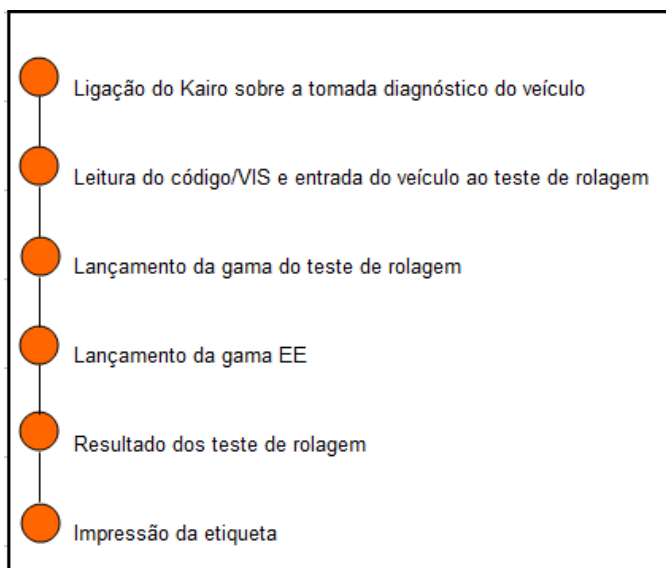 Ligação do Kairo sobre a tomada diagnóstico do veículo
Leitura do código/VIS e entrada do veículo ao teste de rolagem
Lançamento da gama do teste de rolagem
Lançamento da gama EE
Resultado dos teste de rolagem
Impressão da etiqueta